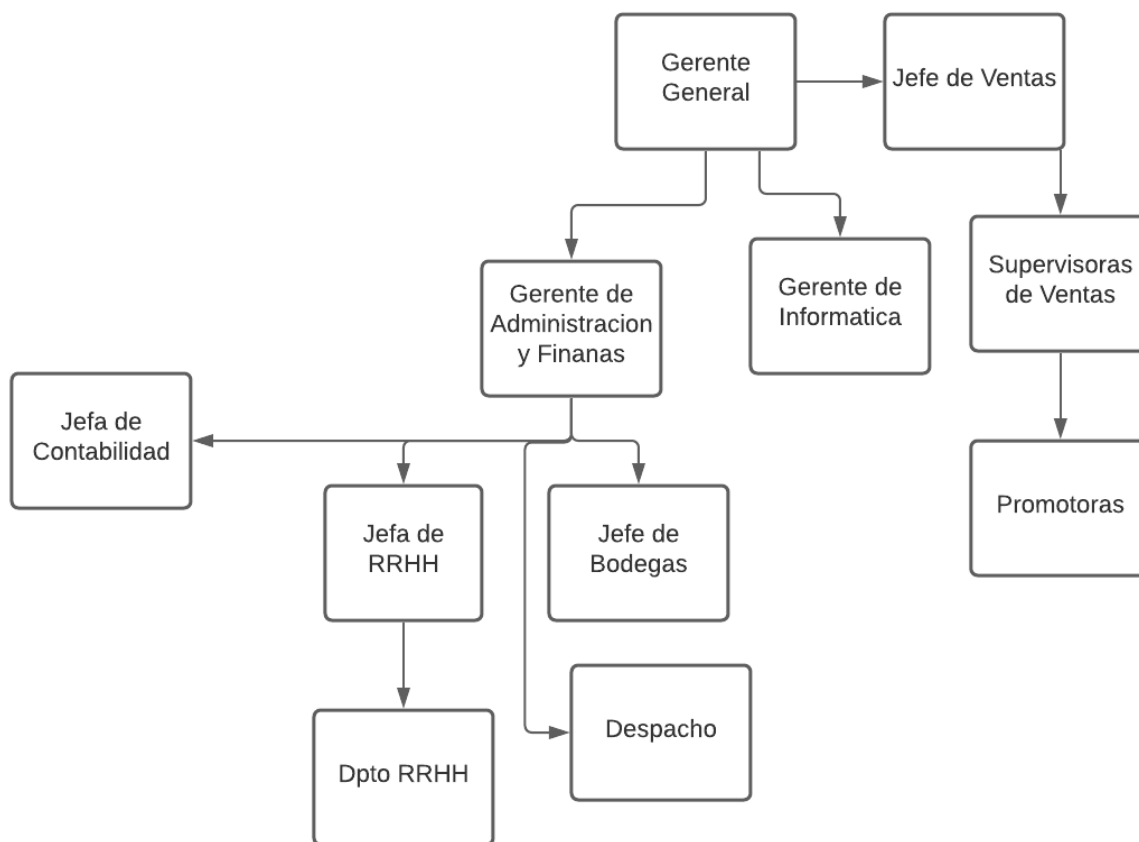 Gerente
General
Jefe de Ventas
Gerente de
Administracion
y Finanas
Gerente de
Informatica
Supervisoras
de Ventas
Jefa de
Contabilidad
Jefa de
RRHH
Jefe de
Bodegas
Promotoras
Dpto RRHH
Despacho